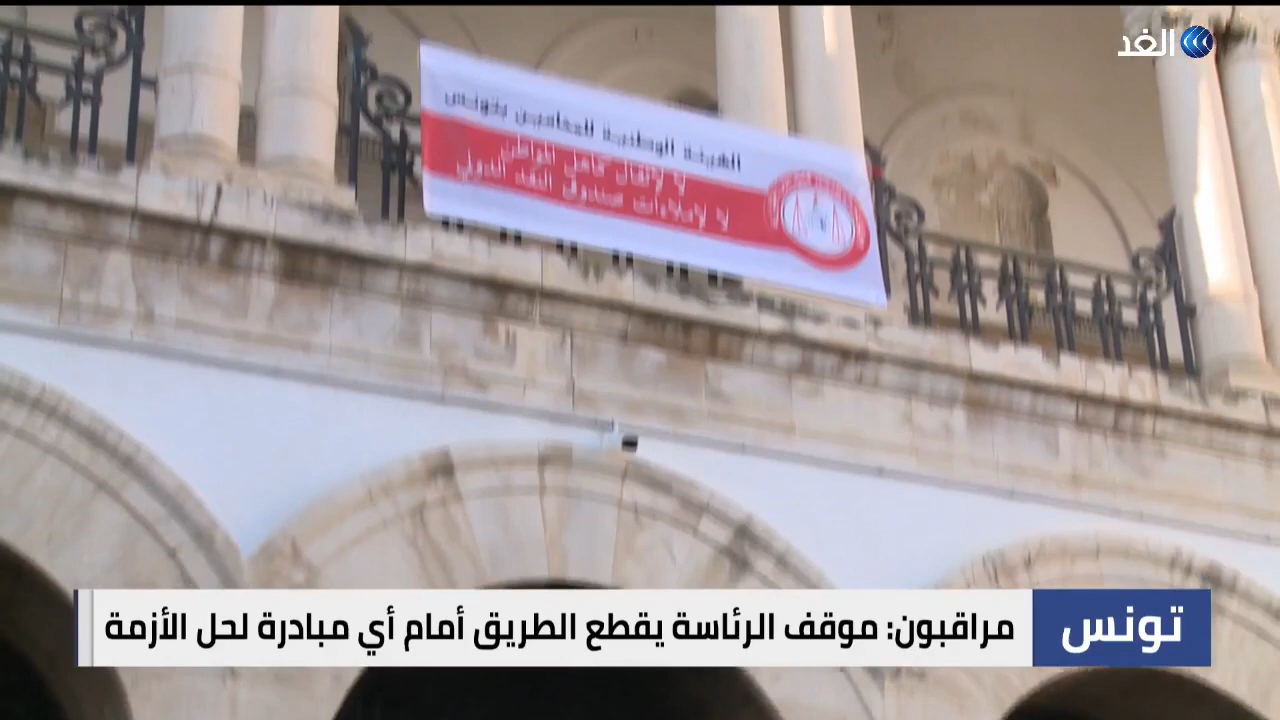 الغد
الهيئة الوطنية للمحامين بتونس
لا لإثقال كاهل المواطن
لا لإملاءات صندوق النقد الدولي
تونس
مراقبون: موقف الرئاسة يقطع الطريق أمام أي مبادرة لحل الأزمة